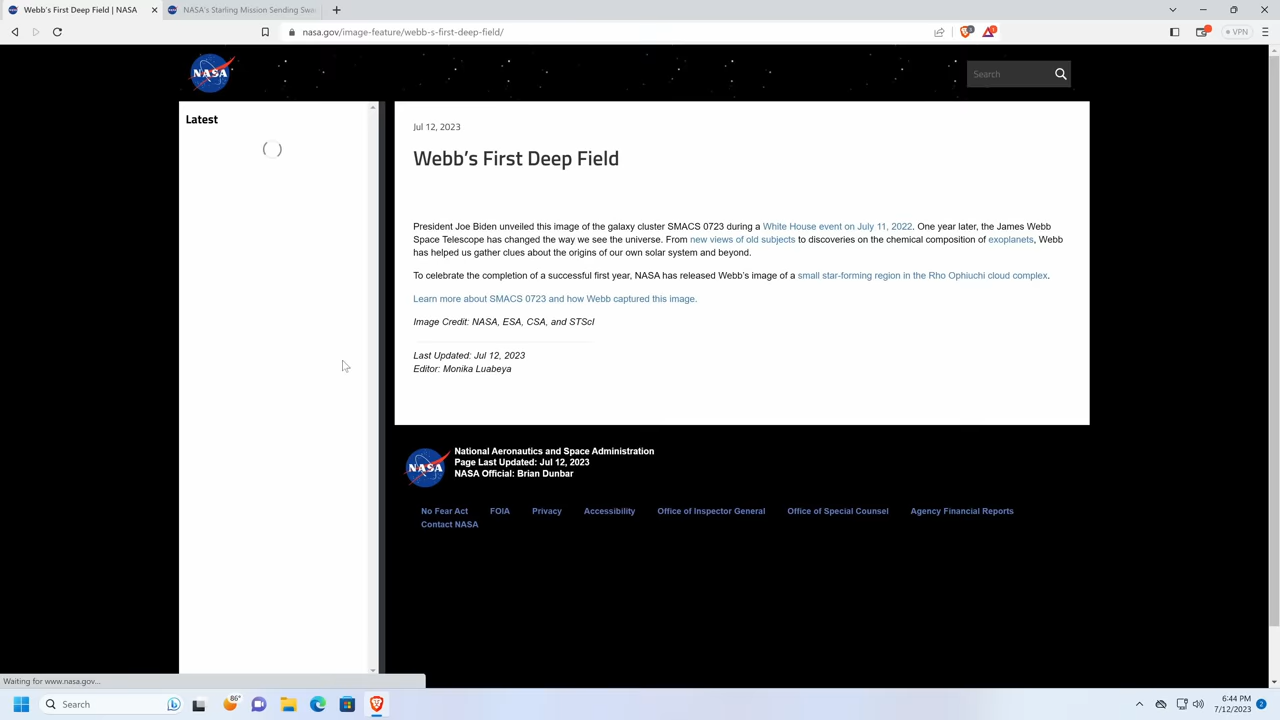 Webb's First Deep Field | NASA
NASA's Starling Mission Sending Swa
nasa.gov/image-feature/webb-s-first-deep-field/
VPN
NASA
Search
Latest
Jul 12, 2023
Webb's First Deep Field
President Joe Biden unveiled this image of the galaxy cluster SMACS 0723 during a White House event on July 11, 2022. One year later, the James Webb
Space Telescope has changed the way we see the universe. From new views of old subjects to discoveries on the chemical composition of exoplanets, Webb
has helped us gather clues about the origins of our own solar system and beyond.
To celebrate the completion of a successful first year, NASA has released Webb's image of a small star-forming region in the Rho Ophiuchi cloud complex.
Learn more about SMACS 0723 and how Webb captured this image.
Image Credit: NASA, ESA, CSA, and STScI
Last Updated: Jul 12, 2023
Editor: Monika Luabeya
NASA
National Aeronautics and Space Administration
Page Last Updated: Jul 12, 2023
NASA Official: Brian Dunbar
No Fear Act FOIA Privacy Accessibility Office of Inspector General Office of Special Counsel Agency Financial Reports
Contact NASA
Waiting for www.nasa.gov...
Search
86°
6:44 PM
7/12/2023
2